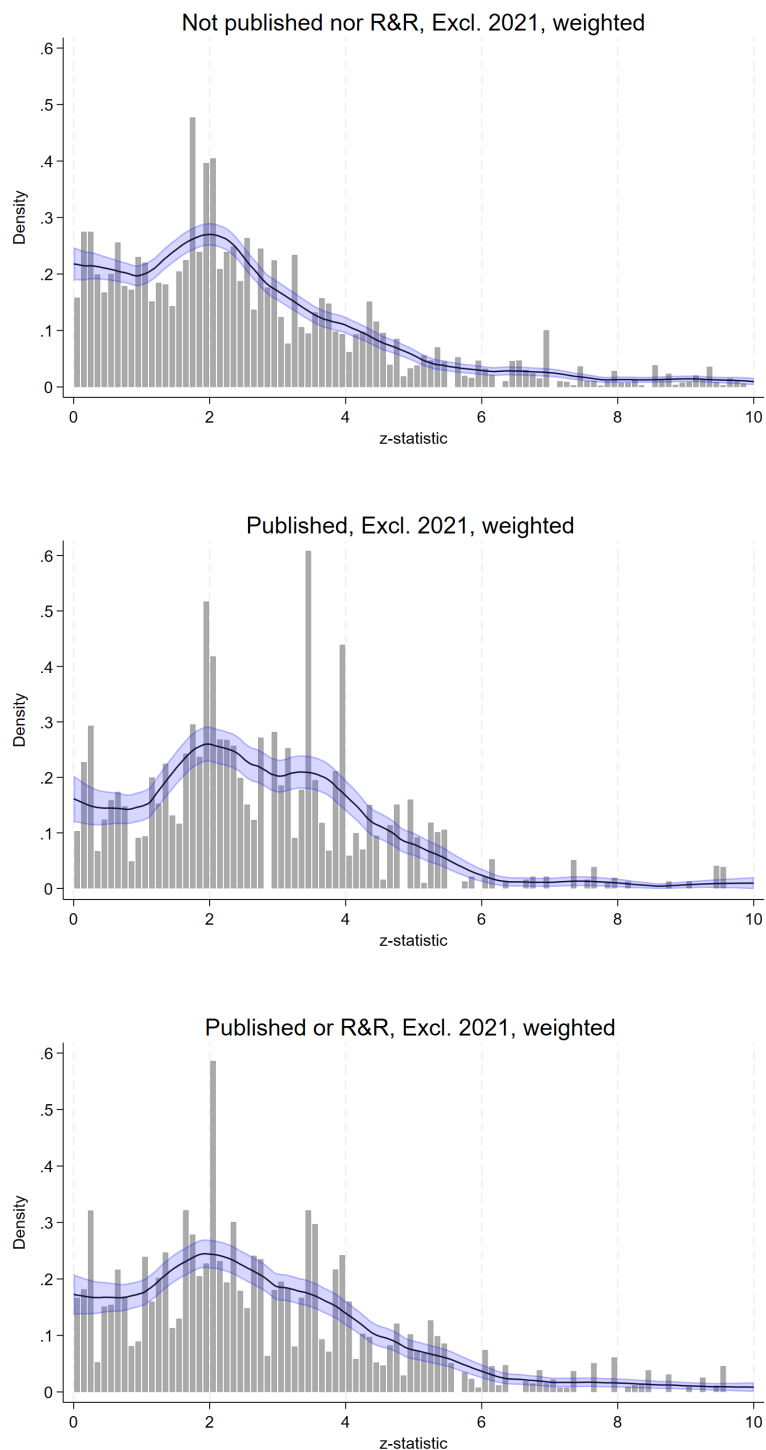 Not published nor R&R, Excl. 2021, weighted
.6
.5
.4
.3
.2
.1
0
Density
0 2 4 6 8 10
z-statistic
Published, Excl. 2021, weighted
.6
.5
.4
.3
.2
.1
0
Density
0 2 4 6 8 10
z-statistic
Published or R&R, Excl. 2021, weighted
.6
.5
.4
.3
.2
.1
0
Density
0 2 4 6 8 10
z-statistic